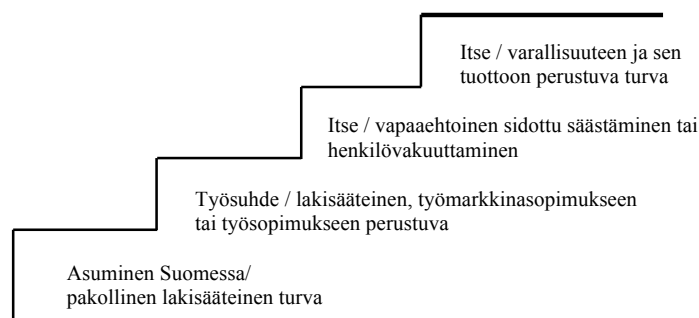 Itse / varallisuuteen ja sen
tuottoon perustuva turva
Itse / vapaaehtoinen sidottu säästäminen tai
henkilövakuuttaminen
Työsuhde / lakisääteinen, työmarkkinasopimukseen
tai työsopimukseen perustuva
Asuminen Suomessa/
pakollinen lakisääteinen turva